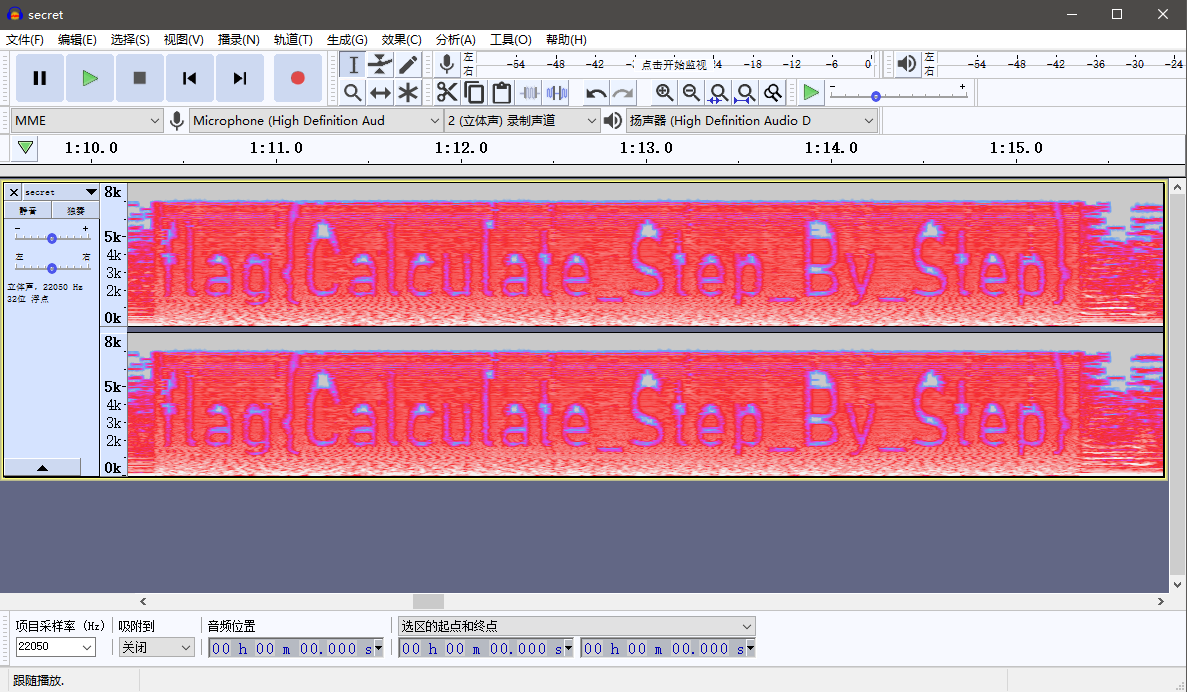 secret
文件(F) 编辑(E) 选择(S) 视图(V) 播录(N) 轨道(T) 生成(G) 效果(C) 分析(A) 工具(O) 帮助(H)
左 右 -54 -48 -42 点击开始监视 -18 -12 -6 0 左 右 -54 -48 -42 -36 -30 -24
MME Microphone (High Definition Aud 2 (立体声) 录制声道 扬声器 (High Definition Audio D
1:10.0 1:11.0 1:12.0 1:13.0 1:14.0 1:15.0
secret
静音 独奏
- +
左 右
立体声, 22050 Hz
32位 浮点
8k
5k
4k
3k
2k
0k
flag{Calculate_Step_By_Step}
8k
5k
4k
3k
2k
0k
flag{Calculate_Step_By_Step}
项目采样率 (Hz) 吸附到 音频位置 选区的起点和终点
22050 关闭 00 h 00 m 00.000 s 00 h 00 m 00.000 s 00 h 00 m 00.000 s
跟随播放.